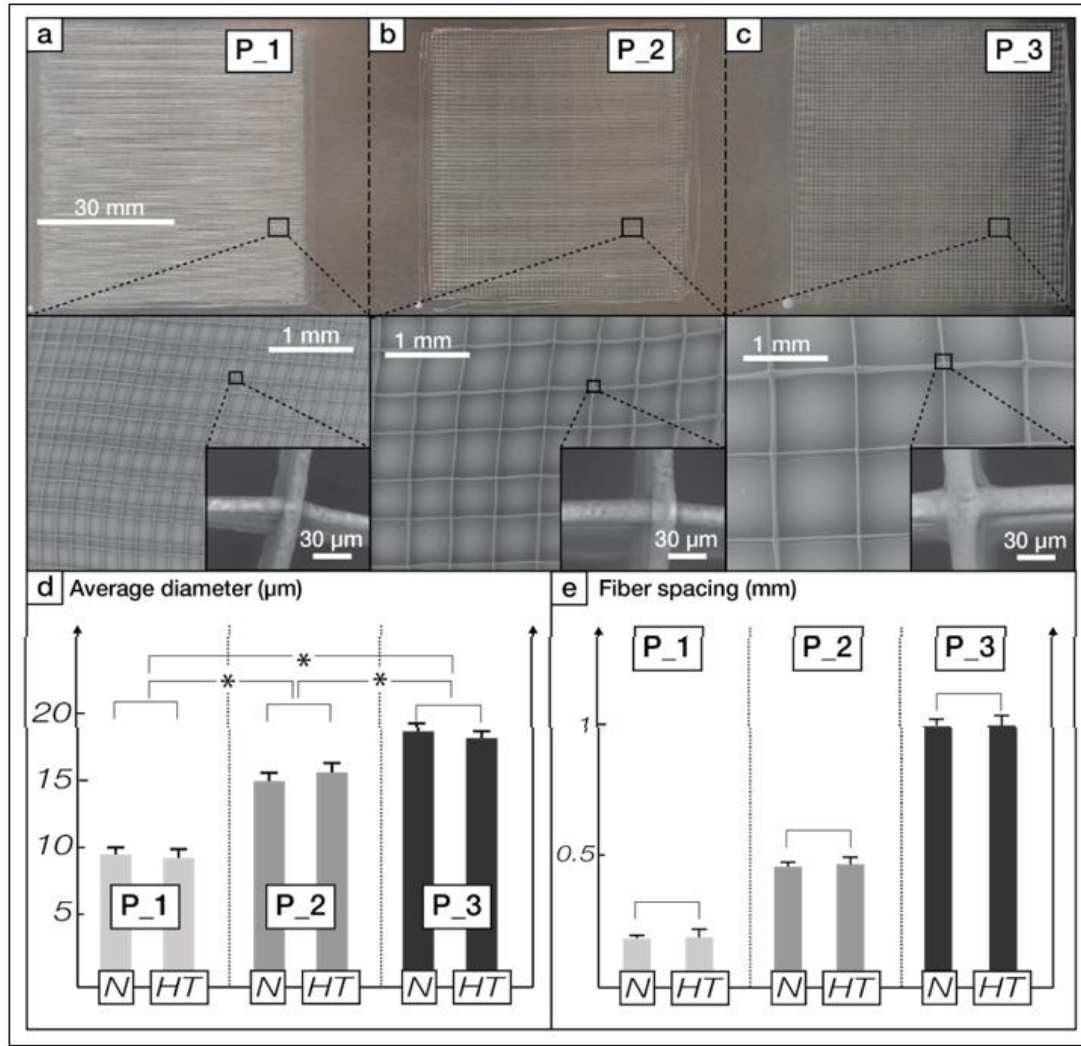 a
P_1
b
P_2
c
P_3
30 mm
1 mm
1 mm
1 mm
30 µm
30 µm
30 µm
d Average diameter (µm)
*
* *
20
15
10
5
P_1
P_2
P_3
N HT N HT N HT
e Fiber spacing (mm)
P_1
P_2
P_3
1
0.5
N HT N HT N HT